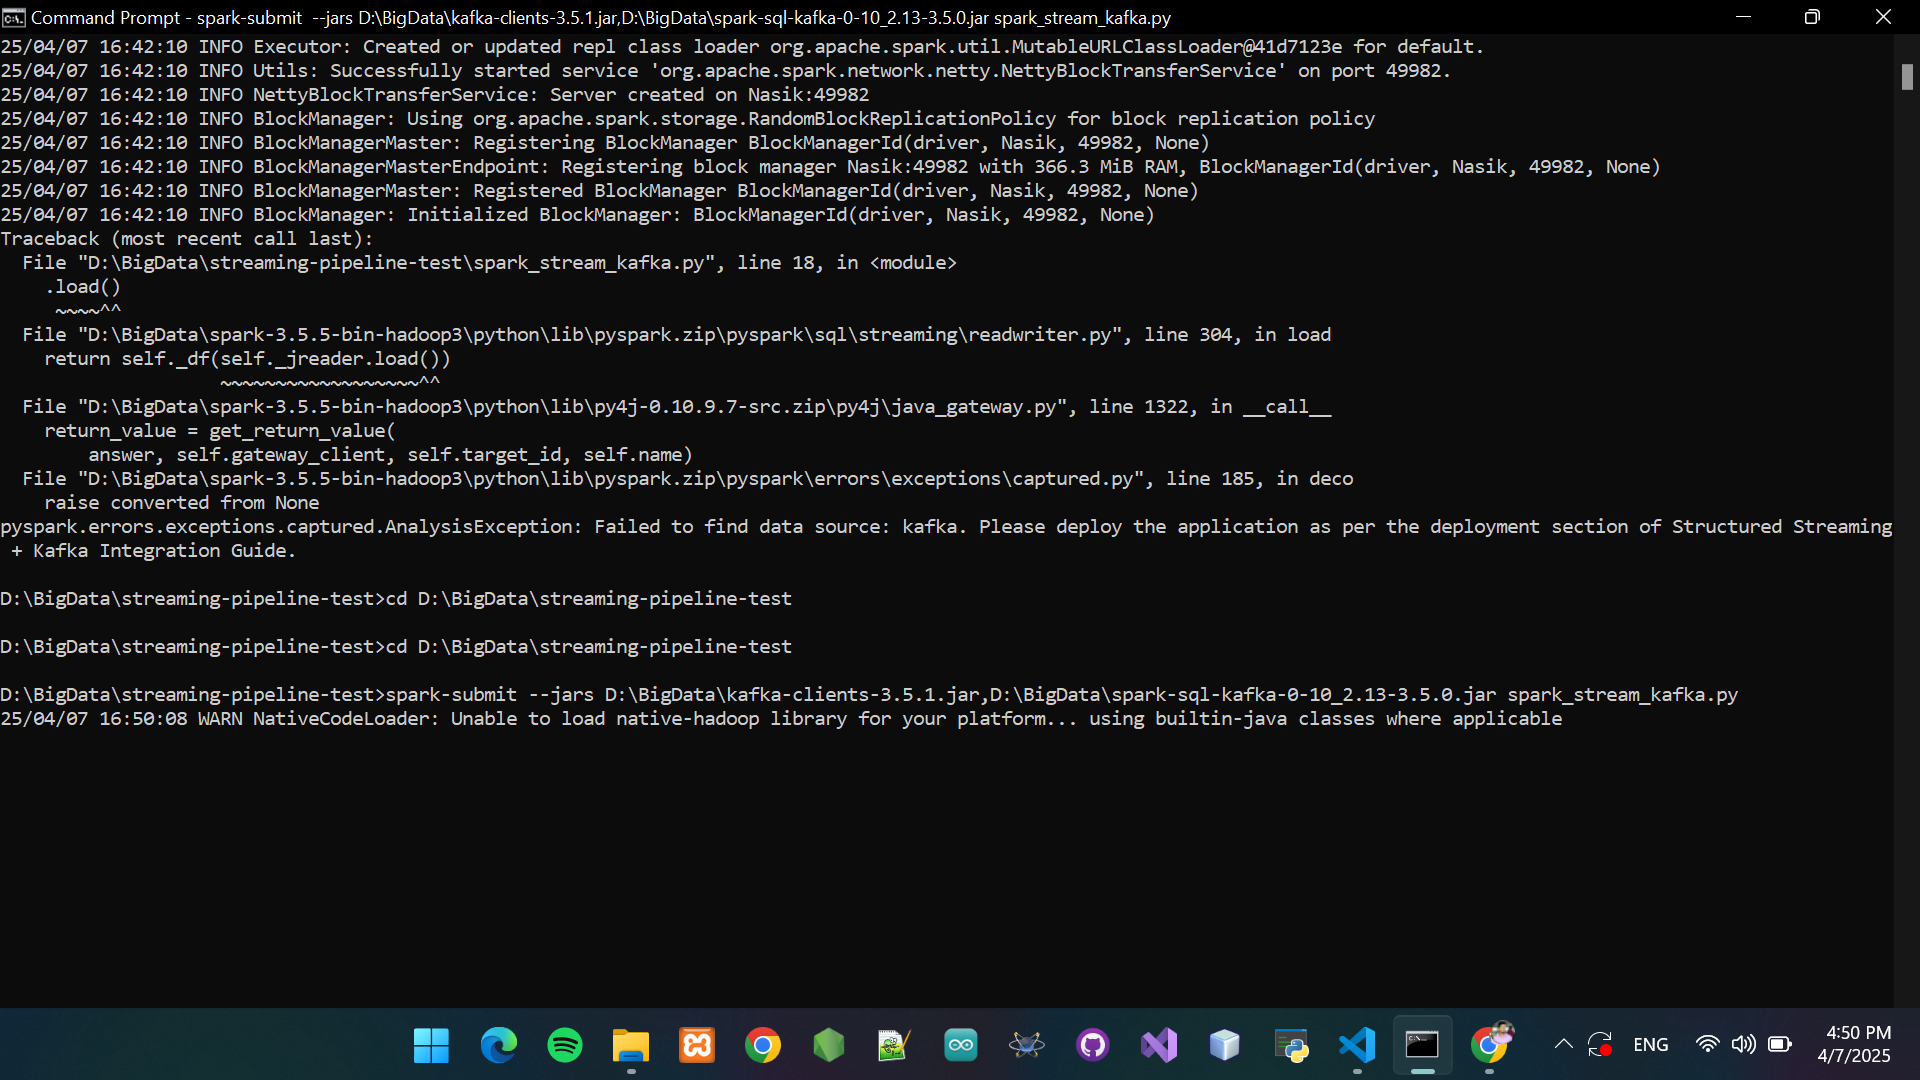 Command Prompt - spark-submit  --jars D:\BigData\kafka-clients-3.5.1.jar,D:\BigData\spark-sql-kafka-0-10_2.13-3.5.0.jar spark_stream_kafka.py
25/04/07 16:42:10 INFO Executor: Created or updated repl class loader org.apache.spark.util.MutableURLClassLoader@41d7123e for default.
25/04/07 16:42:10 INFO Utils: Successfully started service 'org.apache.spark.network.netty.NettyBlockTransferService' on port 49982.
25/04/07 16:42:10 INFO NettyBlockTransferService: Server created on Nasik:49982
25/04/07 16:42:10 INFO BlockManager: Using org.apache.spark.storage.RandomBlockReplicationPolicy for block replication policy
25/04/07 16:42:10 INFO BlockManagerMaster: Registering BlockManager BlockManagerId(driver, Nasik, 49982, None)
25/04/07 16:42:10 INFO BlockManagerMasterEndpoint: Registering block manager Nasik:49982 with 366.3 MiB RAM, BlockManagerId(driver, Nasik, 49982, None)
25/04/07 16:42:10 INFO BlockManagerMaster: Registered BlockManager BlockManagerId(driver, Nasik, 49982, None)
25/04/07 16:42:10 INFO BlockManager: Initialized BlockManager: BlockManagerId(driver, Nasik, 49982, None)
Traceback (most recent call last):
  File "D:\BigData\streaming-pipeline-test\spark_stream_kafka.py", line 18, in <module>
    .load()
     ~~~~^^
  File "D:\BigData\spark-3.5.5-bin-hadoop3\python\lib\pyspark.zip\pyspark\sql\streaming\readwriter.py", line 304, in load
    return self._df(self._jreader.load())
                    ~~~~~~~~~~~~~~~~~~^^
  File "D:\BigData\spark-3.5.5-bin-hadoop3\python\lib\py4j-0.10.9.7-src.zip\py4j\java_gateway.py", line 1322, in __call__
    return_value = get_return_value(
        answer, self.gateway_client, self.target_id, self.name)
  File "D:\BigData\spark-3.5.5-bin-hadoop3\python\lib\pyspark.zip\pyspark\errors\exceptions\captured.py", line 185, in deco
    raise converted from None
pyspark.errors.exceptions.captured.AnalysisException: Failed to find data source: kafka. Please deploy the application as per the deployment section of Structured Streaming
 + Kafka Integration Guide.
D:\BigData\streaming-pipeline-test>cd D:\BigData\streaming-pipeline-test
D:\BigData\streaming-pipeline-test>cd D:\BigData\streaming-pipeline-test
D:\BigData\streaming-pipeline-test>spark-submit --jars D:\BigData\kafka-clients-3.5.1.jar,D:\BigData\spark-sql-kafka-0-10_2.13-3.5.0.jar spark_stream_kafka.py
25/04/07 16:50:08 WARN NativeCodeLoader: Unable to load native-hadoop library for your platform... using builtin-java classes where applicable
ENG
4:50 PM
4/7/2025